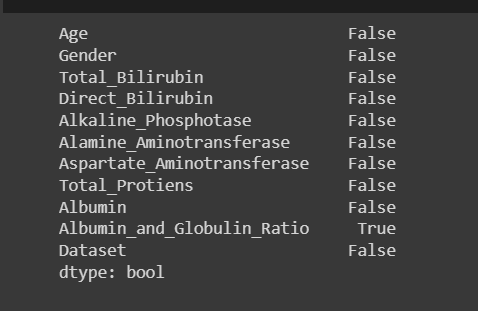 Age                           False
Gender                        False
Total_Bilirubin               False
Direct_Bilirubin              False
Alkaline_Phosphotase          False
Alamine_Aminotransferase      False
Aspartate_Aminotransferase    False
Total_Protiens                False
Albumin                       False
Albumin_and_Globulin_Ratio     True
Dataset                       False
dtype: bool